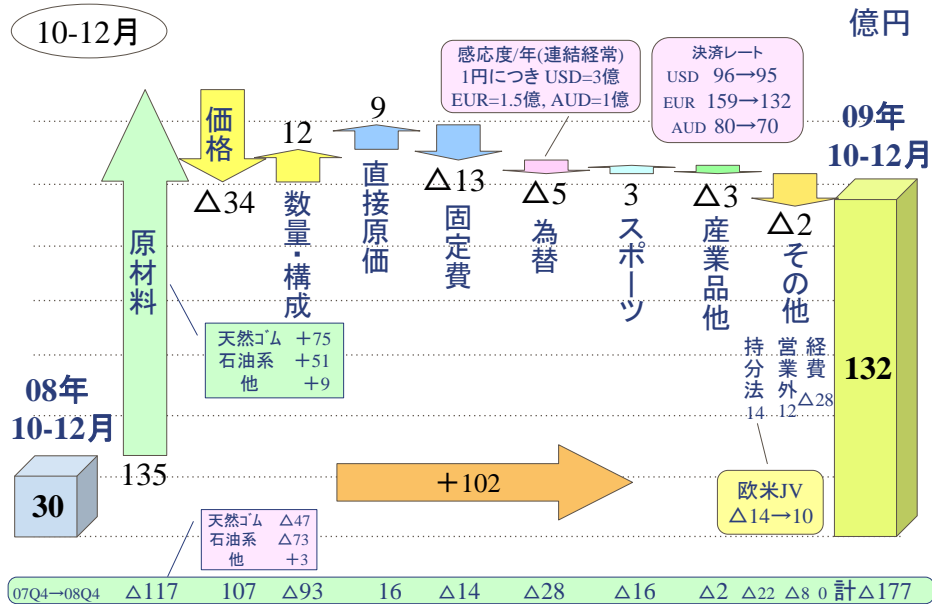 10-12月
億円
感応度/年(連結経常)
1円につき USD=3億
EUR=1.5億, AUD=1億
決済レート
USD 96→95
EUR 159→132
AUD 80→70
09年
10-12月
価格
△34
12
数量・構成
9
直接原価
△13
固定費
△5
為替
3
スポーツ
△3
産業品他
△2
その他
原材料
135
天然ゴム +75
石油系 +51
他 +9
持分法
14
営業外
12
経費
△28
132
08年
10-12月
30
+102
欧米JV
△14→10
天然ゴム △47
石油系 △73
他 +3
07Q4→08Q4 △117 107 △93 16 △14 △28 △16 △2 △22 △8 0 計△177